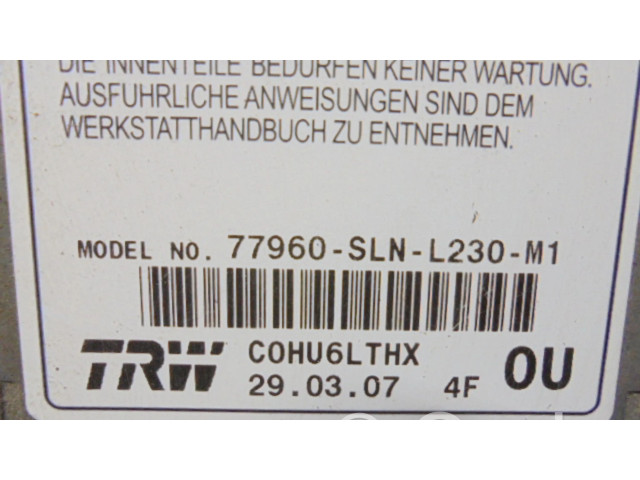 DIE INNENTEILE BEDÜRFEN KEINER WARTUNG.
AUSFÜHRLICHE ANWEISUNGEN SIND DEM
WERKSTATTHANDBUCH ZU ENTNEHMEN.
MODEL NO. 77960-SLN-L230-M1
TRW C0HU6LTHX
29.03.07 4F 0U